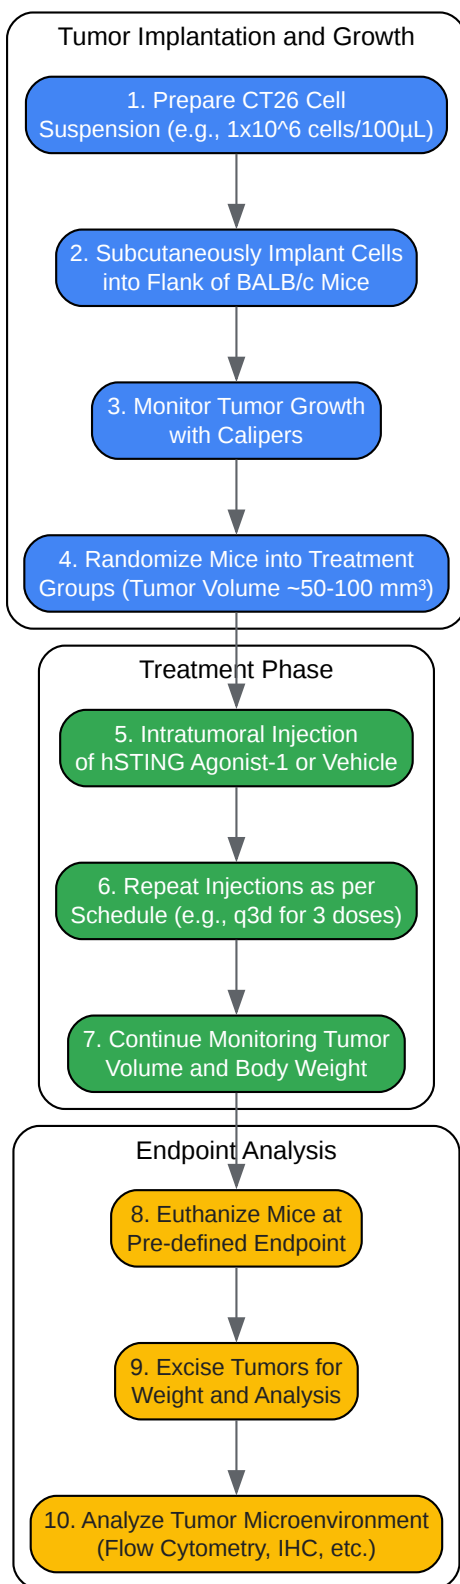 Tumor Implantation and Growth
1. Prepare CT26 Cell
Suspension (e.g., 1x10^6 cells/100µL)
2. Subcutaneously Implant Cells
into Flank of BALB/c Mice
3. Monitor Tumor Growth
with Calipers
4. Randomize Mice into Treatment
Groups (Tumor Volume ~50-100 mm³)
Treatment Phase
5. Intratumoral Injection
of hSTING Agonist-1 or Vehicle
6. Repeat Injections as per
Schedule (e.g., q3d for 3 doses)
7. Continue Monitoring Tumor
Volume and Body Weight
Endpoint Analysis
8. Euthanize Mice at
Pre-defined Endpoint
9. Excise Tumors for
Weight and Analysis
10. Analyze Tumor Microenvironment
(Flow Cytometry, IHC, etc.)